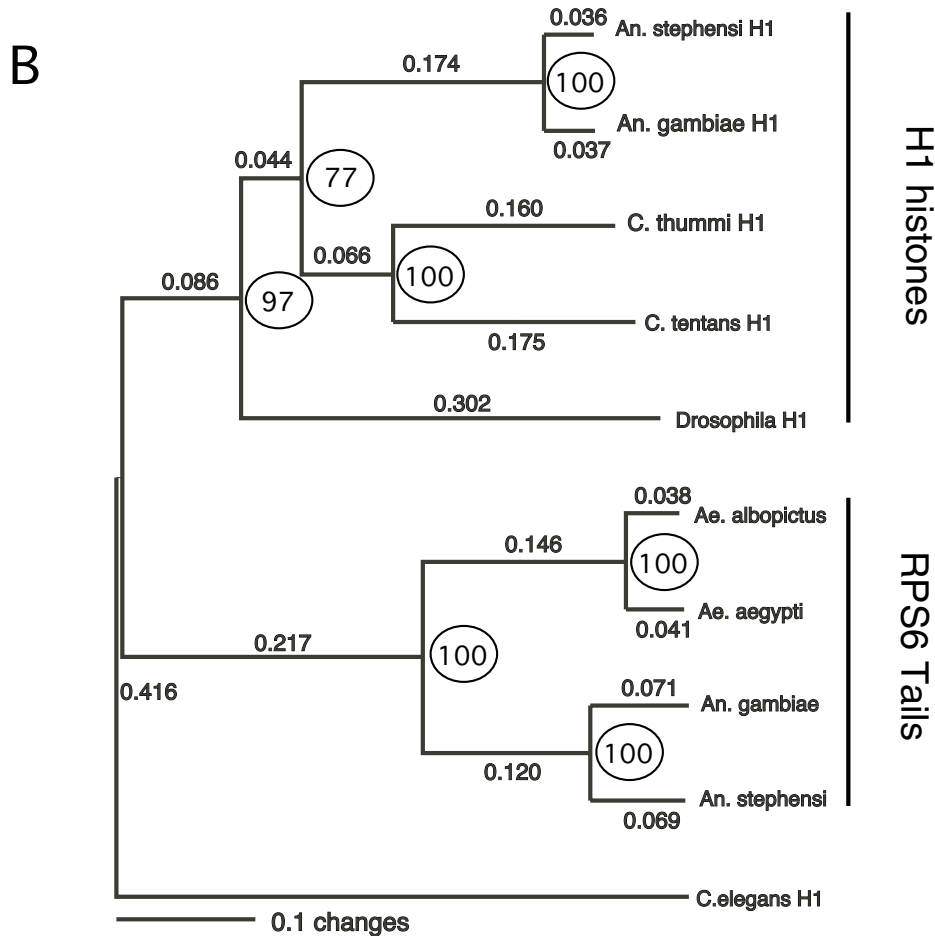 B
0.036
An. stephensi H1
0.174
100
An. gambiae H1
0.037
0.044
77
0.160
C. thummi H1
0.066
100
0.086
97
C. tentans H1
0.175
0.302
Drosophila H1
H1 histones
0.038
Ae. albopictus
0.146
100
Ae. aegypti
0.041
0.217
100
0.416
0.071
An. gambiae
100
0.120
An. stephensi
0.069
RPS6 Tails
C.elegans H1
0.1 changes